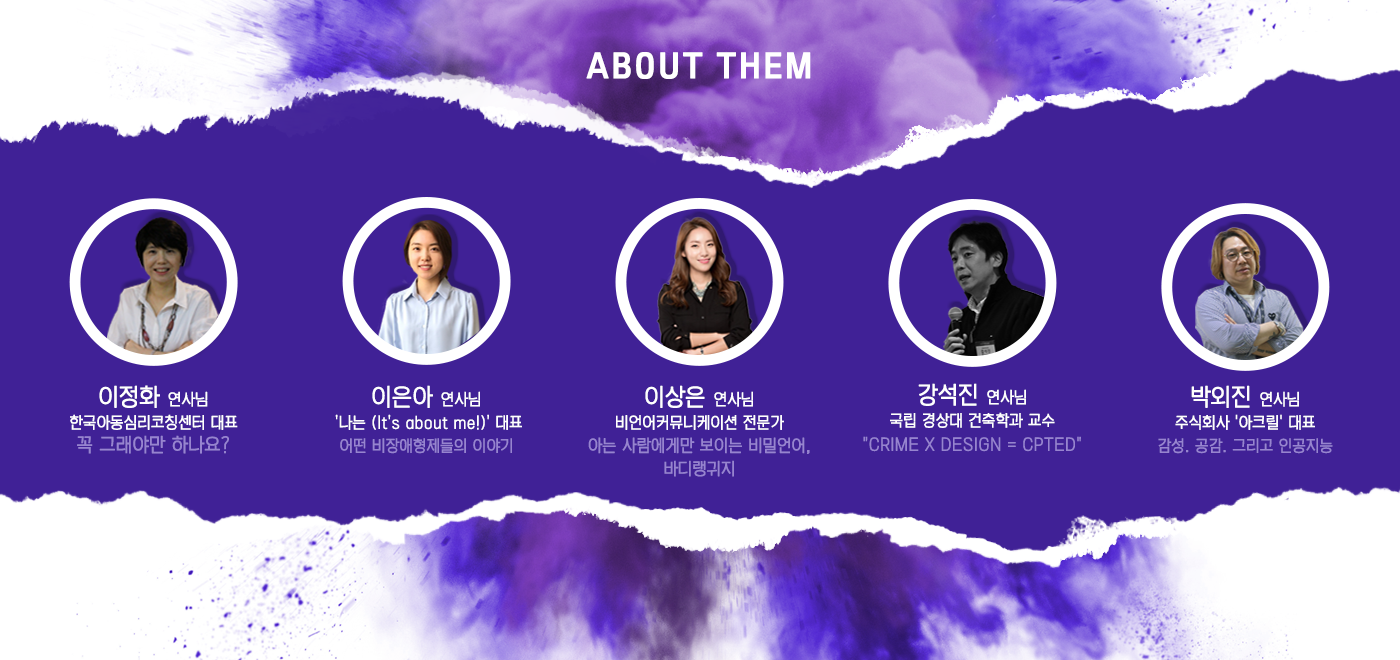 ABOUT THEM
이정화 연사님
한국아동심리코칭센터 대표
꼭 그래야만 하나요?
이은아 연사님
'나는 (It's about me!)' 대표
어떤 비장애형제들의 이야기
이상은 연사님
비언어커뮤니케이션 전문가
아는 사람에게만 보이는 비밀언어,
바디랭귀지
강석진 연사님
국립 경상대 건축학과 교수
"CRIME X DESIGN = CPTED"
박외진 연사님
주식회사 '아크릴' 대표
감성. 공감. 그리고 인공지능